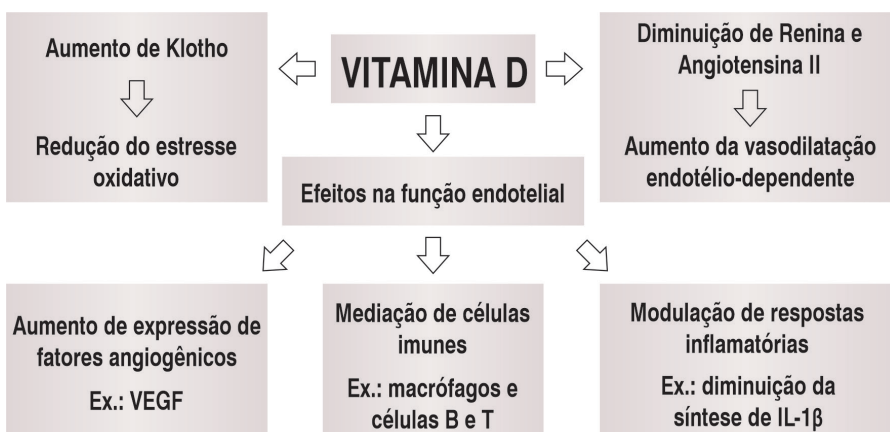 Aumento de Klotho
Redução do estresse
oxidativo
VITAMINA D
Diminuição de Renina e
Angiotensina II
Aumento da vasodilatação
endotélio-dependente
Efeitos na função endotelial
Aumento de expressão de
fatores angiogênicos
Ex.: VEGF
Mediação de células
imunes
Ex.: macrófagos e
células B e T
Modulação de respostas
inflamatórias
Ex.: diminuição da
síntese de IL-1β